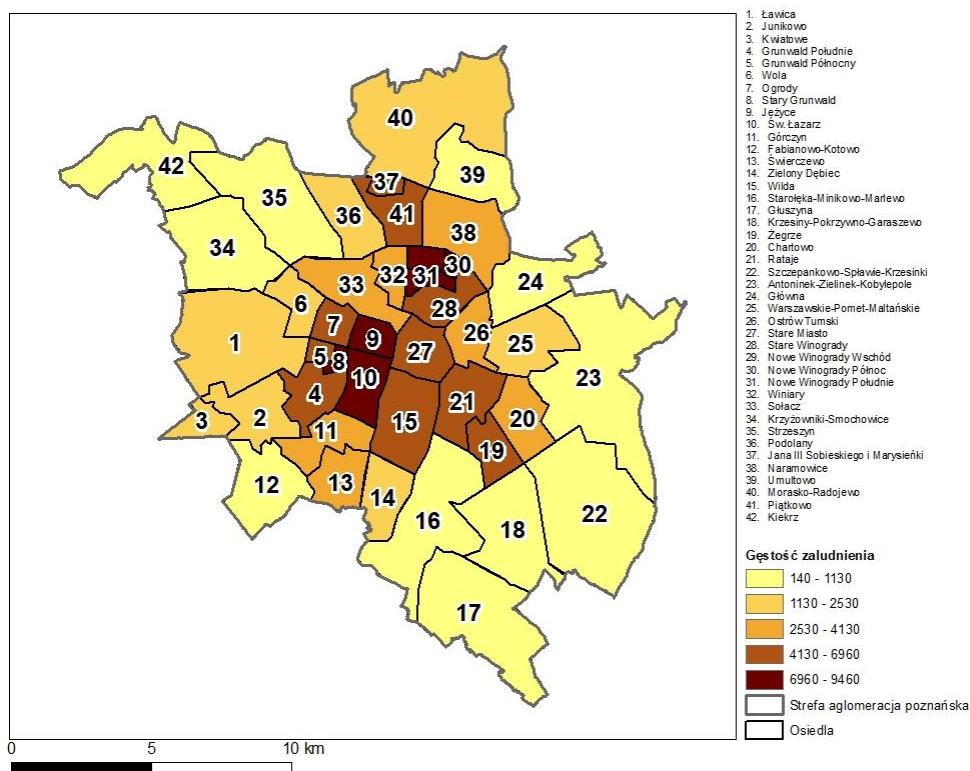 40
42
39
37
35
36
41
38
34
30
32
31
24
33
6
28
7
26
9
25
1
27
5
8
23
10
4
21
3
2
15
20
11
19
12
13
14
16
22
18
17
0 5 10 km
1. Ławica
2. Junikowo
3. Kwiatowe
4. Grunwald Południe
5. Grunwald Północny
6. Wola
7. Ogrody
8. Stary Grunwald
9. Jeżyce
10. Św. Łazarz
11. Górczyn
12. Fabianowo-Kotowo
13. Świerczewo
14. Zielony Dębiec
15. Wilda
16. Starołęka-Minikowo-Marlewo
17. Głuszyna
18. Krzesiny-Pokrzywno-Garaszewo
19. Żegrze
20. Chartowo
21. Rataje
22. Szczepankowo-Spławie-Krzesinki
23. Antoninek-Zielinek-Kobylepole
24. Główna
25. Warszawskie-Pomet-Maltańskie
26. Ostrów Tumski
27. Stare Miasto
28. Stare Winogrady
29. Nowe Winogrady Wschód
30. Nowe Winogrady Północ
31. Nowe Winogrady Południe
32. Winiary
33. Sołacz
34. Krzyżowniki-Smochowice
35. Strzeszyn
36. Podolany
37. Jana III Sobieskiego i Marysieńki
38. Naramowice
39. Umultowo
40. Morasko-Radojewo
41. Piątkowo
42. Kiekrz
Gęstość zaludnienia
140 - 1130
1130 - 2530
2530 - 4130
4130 - 6960
6960 - 9460
Strefa aglomeracja poznańska
Osiedla